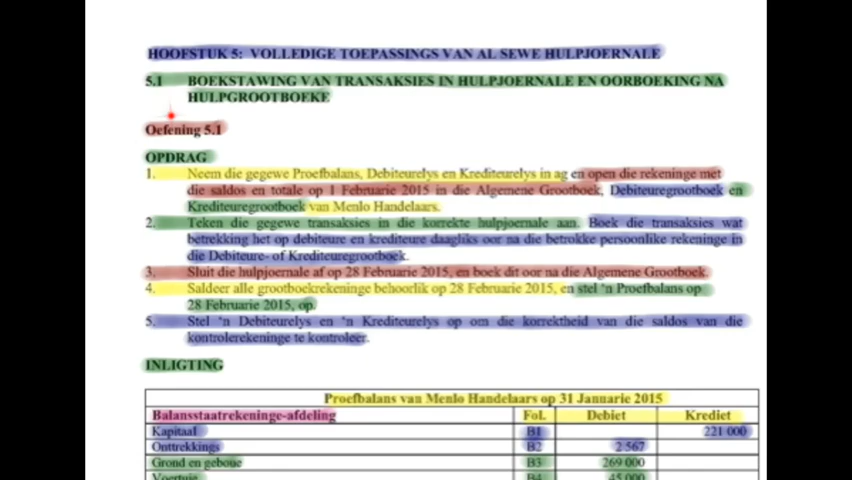 HOOFSTUK 5: VOLLEDIGE TOEPASSINGS VAN AL SEWE HULPJOERNALE
5.1 BOEKSTAWING VAN TRANSAKSIES IN HULPJOERNALE EN OORBOEKING NA
HULPGROOTBOEKE
Oefening 5.1
OPDRAG
1. Neem die gegewe Proefbalans, Debiteurelys en Krediteurelys in ag en open die rekeninge met
die saldos en totale op 1 Februarie 2015 in die Algemene Grootboek, Debiteuregrootboek en
Krediteuregrootboek van Menlo Handelaars.
2. Teken die gegewe transaksies in die korrekte hulpjoernale aan. Boek die transaksies wat
betrekking het op debiteure en krediteure daagliks oor na die betrokke persoonlike rekeninge in
die Debiteure- of Krediteuregrootboek.
3. Sluit die hulpjoernale af op 28 Februarie 2015, en boek dit oor na die Algemene Grootboek.
4. Saldeer alle grootboekrekeninge behoorlik op 28 Februarie 2015, en stel ‘n Proefbalans op
28 Februarie 2015, op.
5. Stel ‘n Debiteurelys en ‘n Krediteurelys op om die korrektheid van die saldos van die
kontrolerekeninge te kontroleer.
INLIGTING
Proefbalans van Menlo Handelaars op 31 Januarie 2015
Balansstaatrekeninge-afdeling Fol. Debiet Krediet
Kapitaal B1 221 000
Onttrekkings B2 2 567
Grond en geboue B3 269 000
Voertuie B4 45 000